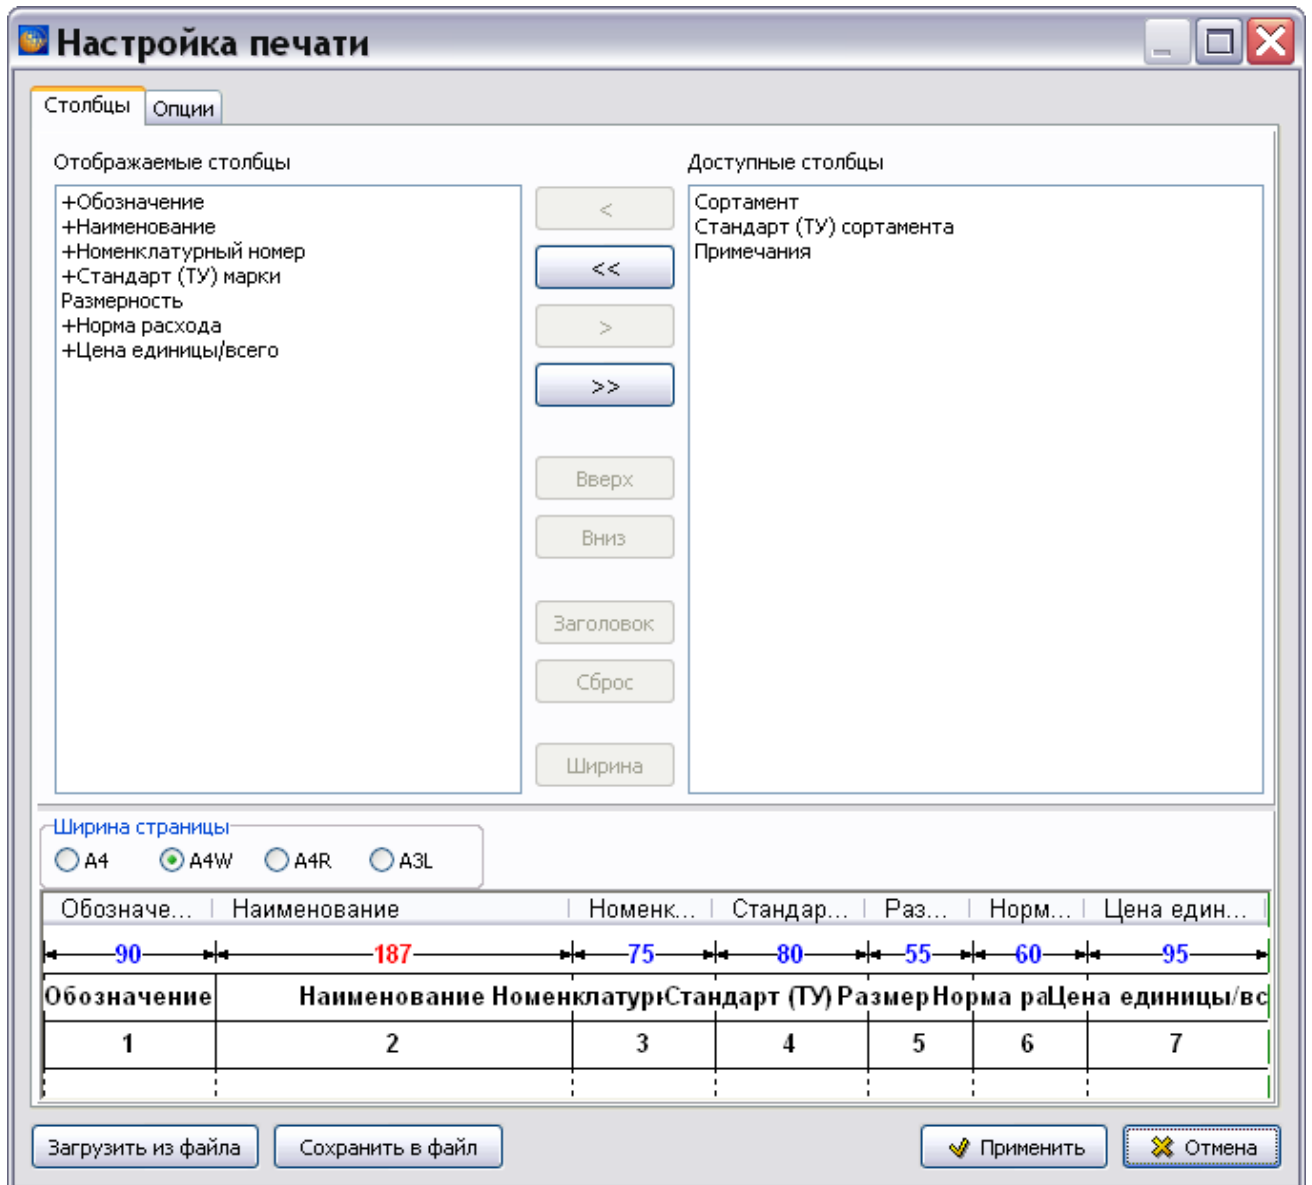 Настройка печати
Столбцы Опции
Отображаемые столбцы
+Обозначение
+Наименование
+Номенклатурный номер
+Стандарт (ТУ) марки
Размерность
+Норма расхода
+Цена единицы/всего
<
<<
>
>>
Вверх
Вниз
Заголовок
Сброс
Ширина
Доступные столбцы
Сортамент
Стандарт (ТУ) сортамента
Примечания
Ширина страницы
A4 A4W A4R A3L
Обозначе... Наименование Номенк... Стандар... Раз... Норм... Цена един...
90 187 75 80 55 60 95
Обозначение Наименование Номенклатур Стандарт (ТУ) Размер Норма ра Цена единицы/вс
1 2 3 4 5 6 7
Загрузить из файла Сохранить в файл Применить Отмена